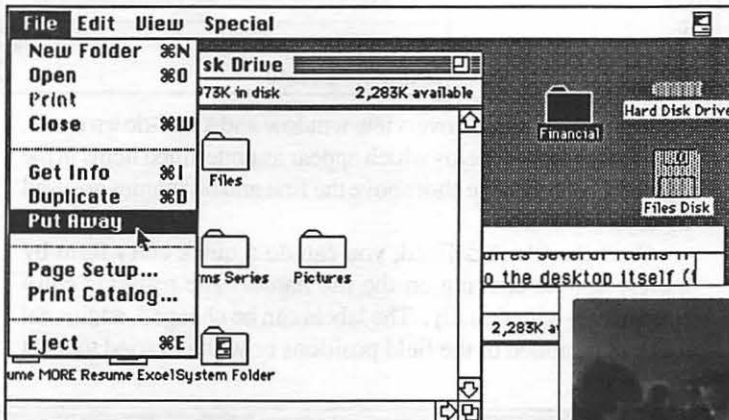 File Edit View Special
New Folder ⌘N
Open ⌘O
Print
Close ⌘W
Get Info ⌘I
Duplicate ⌘D
Put Away
Page Setup...
Print Catalog...
Eject ⌘E
sk Drive
973K in disk 2,283K available
Files
Pictures
System Folder
ume MORE Resume Excel
Financial
Hard Disk Drive
Files Disk
several items
o the desktop itself (t
2,283K a
rms Series